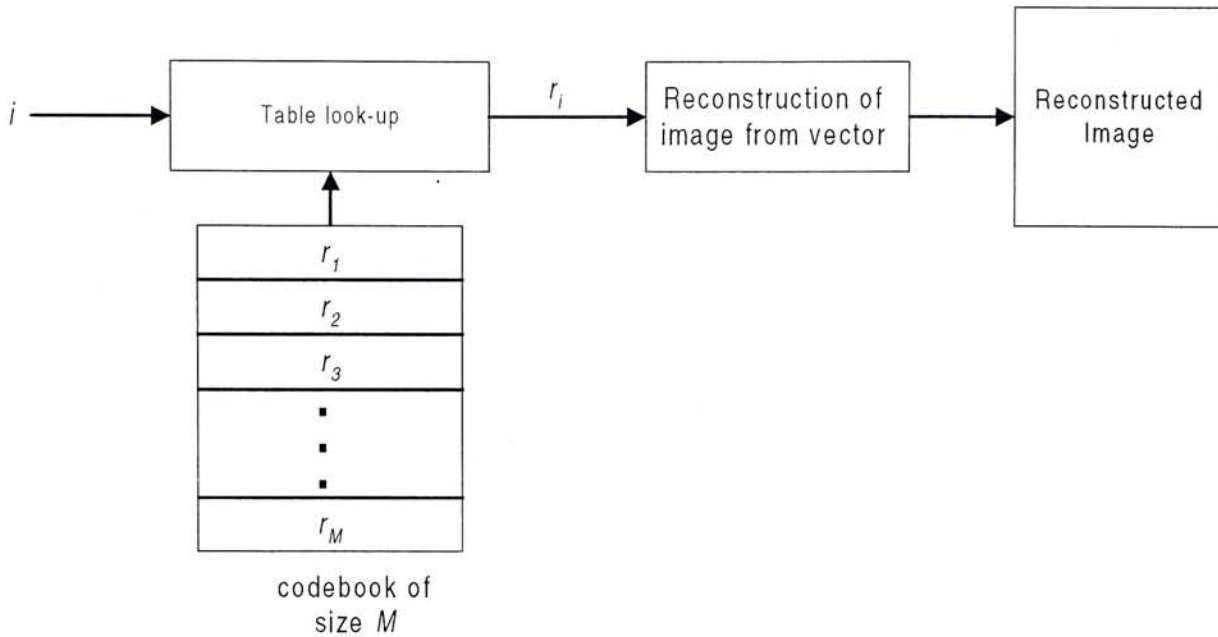 i
Table look-up
r_i
Reconstruction of
image from vector
Reconstructed
Image
r_1
r_2
r_3
r_M
codebook of
size M